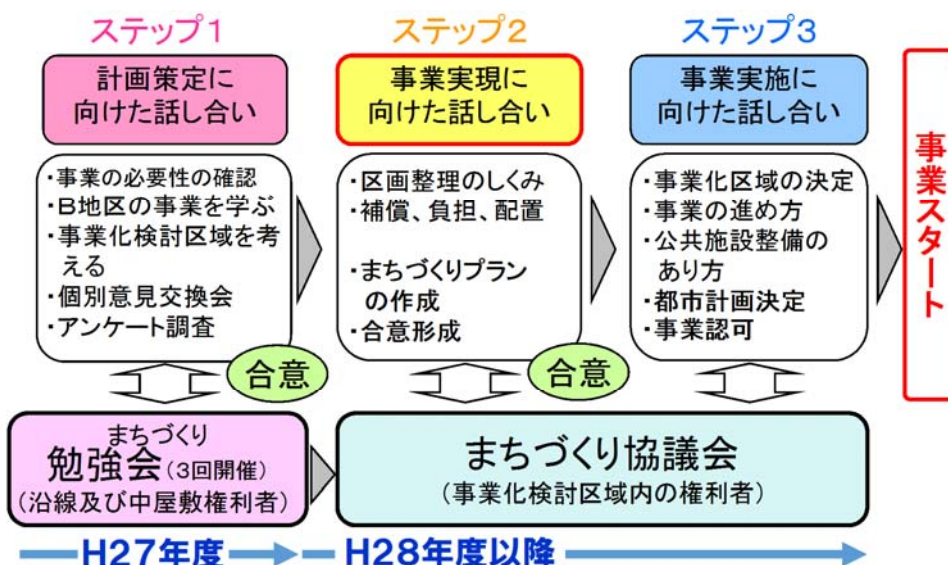 ステップ1
ステップ2
ステップ3
計画策定に
向けた話し合い
事業実現に
向けた話し合い
事業実施に
向けた話し合い
・事業の必要性の確認
・B地区の事業を学ぶ
・事業化検討区域を考
える
・個別意見交換会
・アンケート調査
・区画整理のしくみ
・補償、負担、配置
・まちづくりプラン
の作成
・合意形成
・事業化区域の決定
・事業の進め方
・公共施設整備の
あり方
・都市計画決定
・事業認可
事業スタート
合意
合意
まちづくり
勉強会(3回開催)
(沿線及び中屋敷権利者)
まちづくり協議会
(事業化検討区域内の権利者)
H27年度
H28年度以降